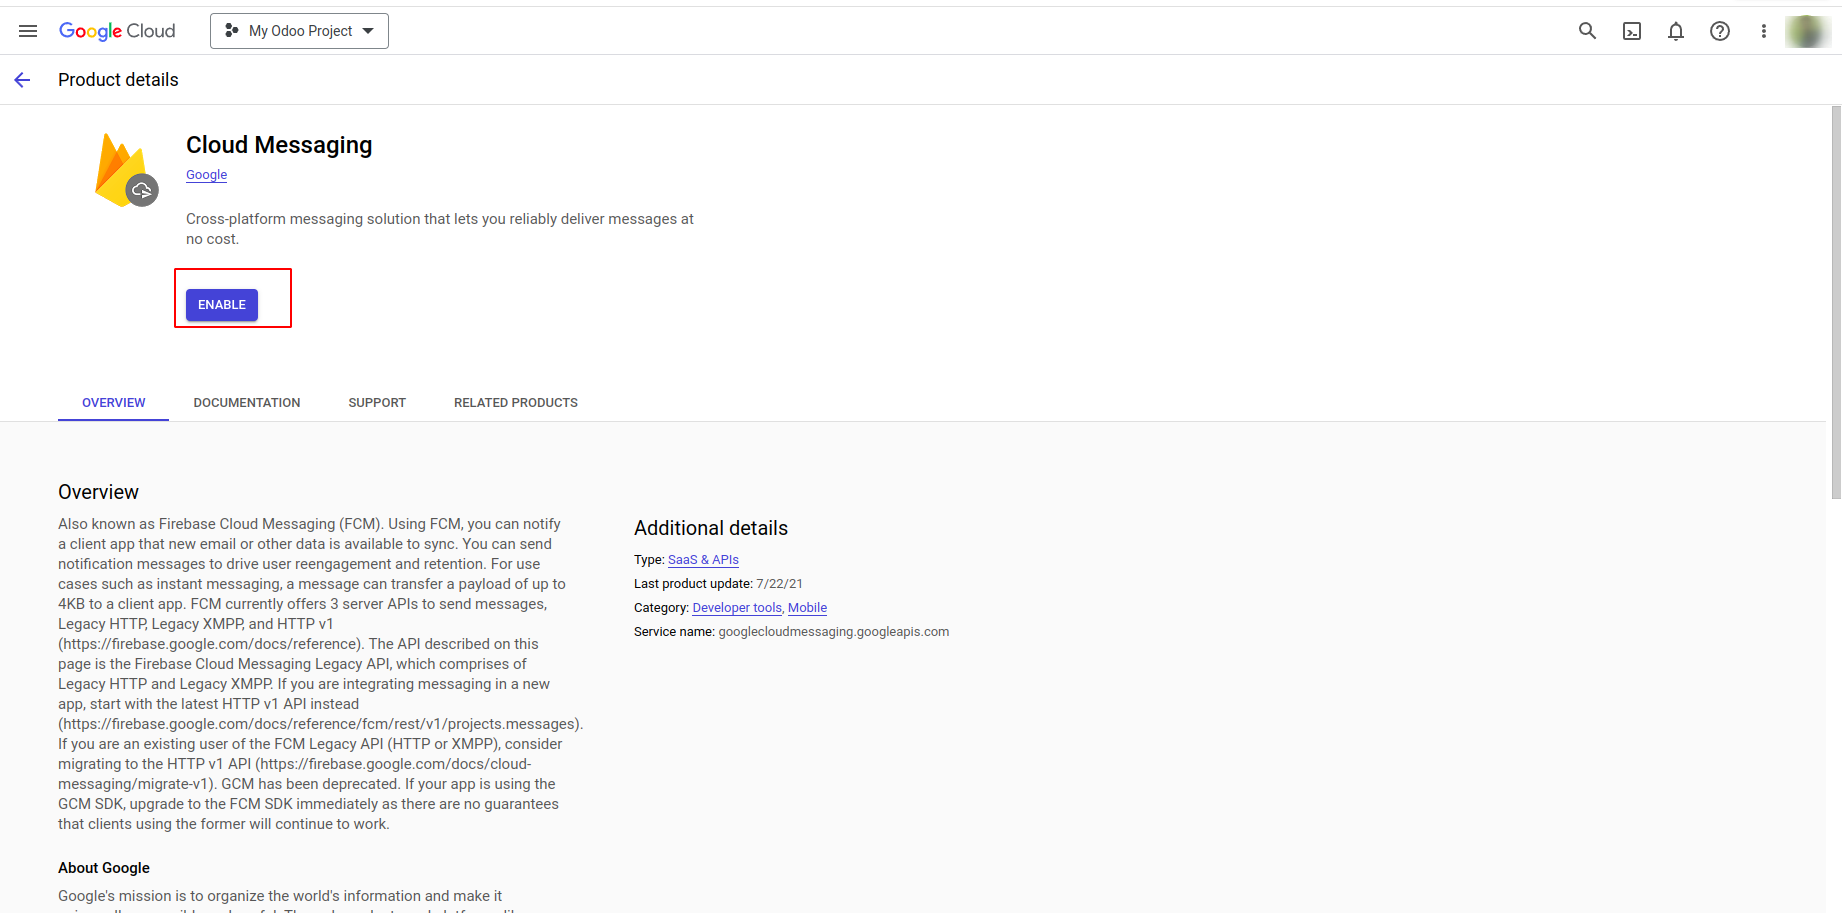 Google Cloud
My Odoo Project
Product details
Cloud Messaging
Google
Cross-platform messaging solution that lets you reliably deliver messages at
no cost.
ENABLE
OVERVIEW
DOCUMENTATION
SUPPORT
RELATED PRODUCTS
Overview
Also known as Firebase Cloud Messaging (FCM). Using FCM, you can notify
a client app that new email or other data is available to sync. You can send
notification messages to drive user reengagement and retention. For use
cases such as instant messaging, a message can transfer a payload of up to
4KB to a client app. FCM currently offers 3 server APIs to send messages,
Legacy HTTP, Legacy XMPP, and HTTP v1
(https://firebase.google.com/docs/reference). The API described on this
page is the Firebase Cloud Messaging Legacy API, which comprises of
Legacy HTTP and Legacy XMPP. If you are integrating messaging in a new
app, start with the latest HTTP v1 API instead
(https://firebase.google.com/docs/reference/fcm/rest/v1/projects.messages).
If you are an existing user of the FCM Legacy API (HTTP or XMPP), consider
migrating to the HTTP v1 API (https://firebase.google.com/docs/cloud-
messaging/migrate-v1). GCM has been deprecated. If your app is using the
GCM SDK, upgrade to the FCM SDK immediately as there are no guarantees
that clients using the former will continue to work.
About Google
Google's mission is to organize the world's information and make it
Additional details
Type: SaaS & APIs
Last product update: 7/22/21
Category: Developer tools, Mobile
Service name: googlecloudmessaging.googleapis.com